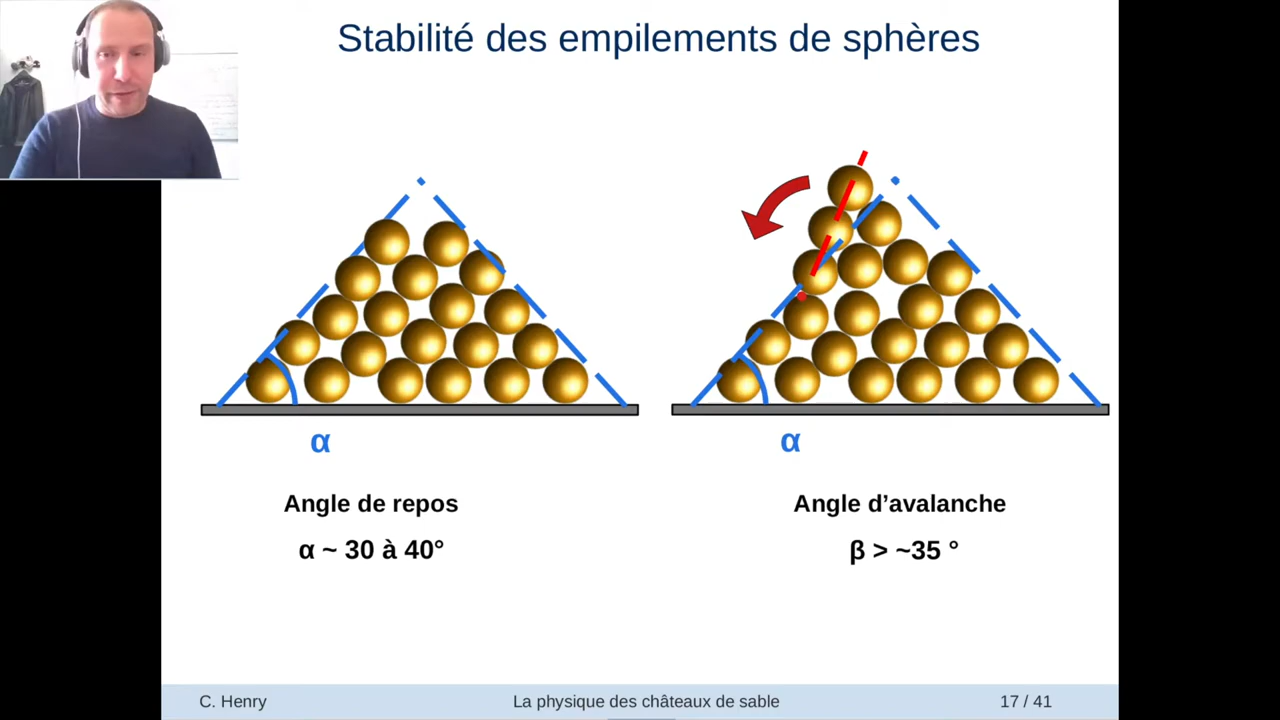 Stabilité des empilements de sphères
α
α
Angle de repos
Angle d’avalanche
α ~ 30 à 40°
β > ~35 °
C. Henry
La physique des châteaux de sable
17 / 41